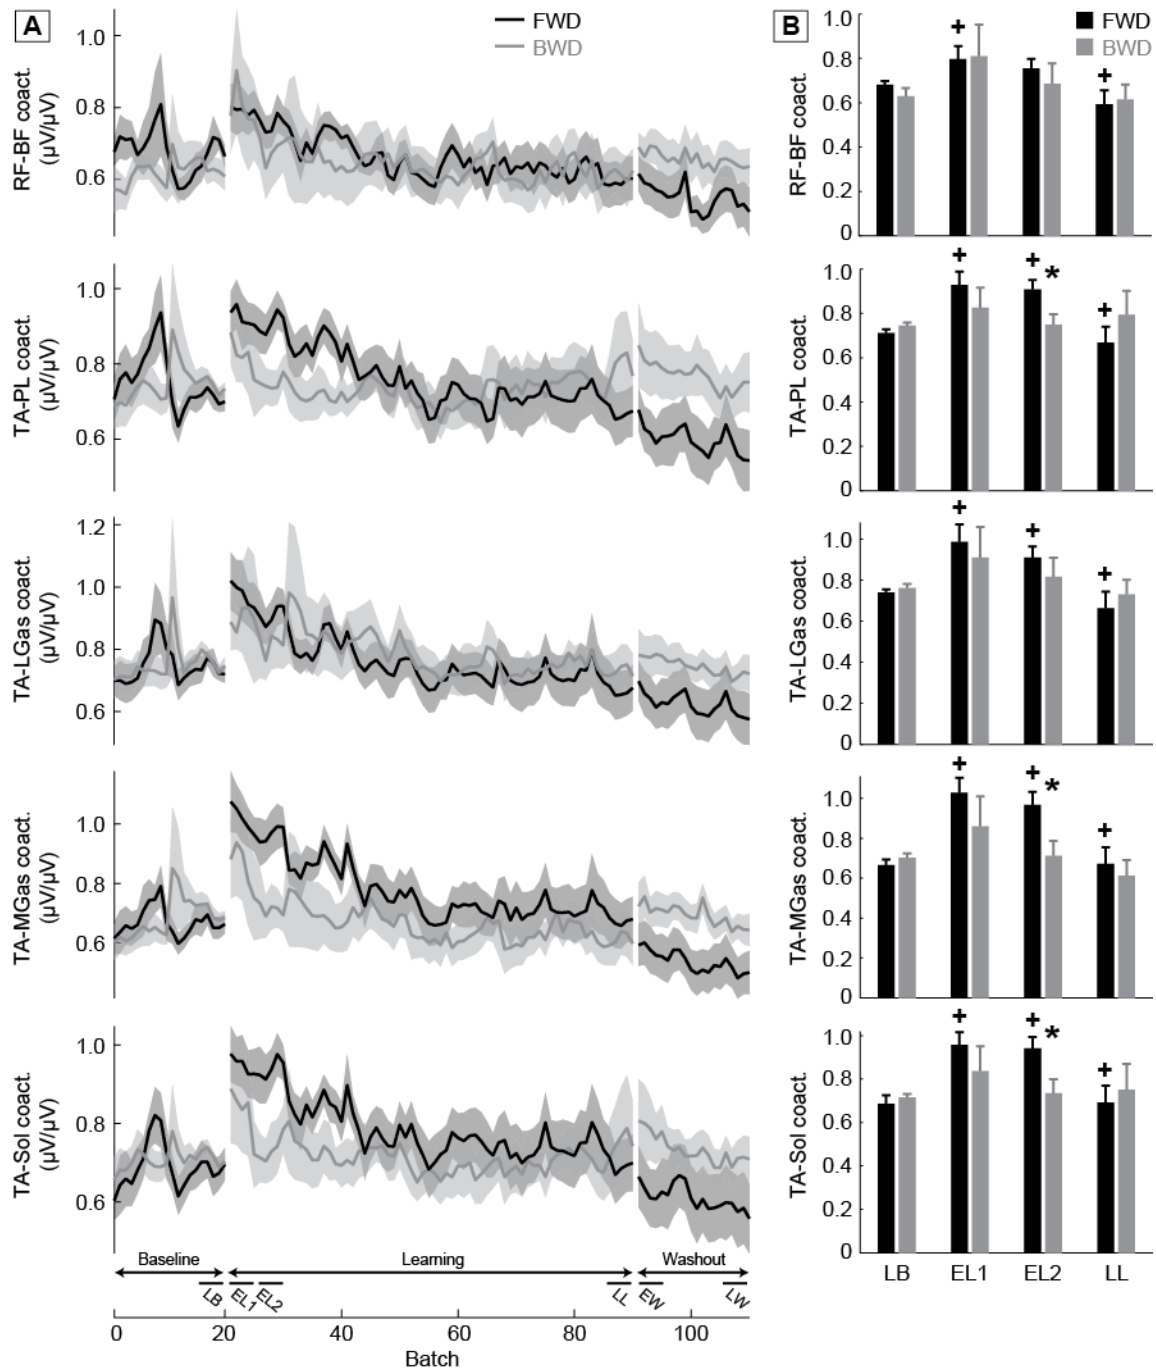 A
FWD
BWD
RF-BF coact.
(μV/μV)
1.0
0.8
0.6
TA-PL coact.
(μV/μV)
1.0
0.8
0.6
TA-LGas coact.
(μV/μV)
1.2
1.0
0.8
0.6
TA-MGas coact.
(μV/μV)
1.0
0.8
0.6
TA-Sol coact.
(μV/μV)
1.0
0.8
0.6
Baseline
Learning
Washout
LB
EL1
EL2
LL
EW
LW
0
20
40
60
80
100
Batch
B
FWD
BWD
RF-BF coact.
1.0
0.8
0.6
0.4
0.2
0
+
+
TA-PL coact.
1.0
0.8
0.6
0.4
0.2
0
+
+
*
+
TA-LGas coact.
1.0
0.8
0.6
0.4
0.2
0
+
+
+
TA-MGas coact.
1.0
0.8
0.6
0.4
0.2
0
+
+
*
+
TA-Sol coact.
1.0
0.8
0.6
0.4
0.2
0
+
+
*
+
LB
EL1
EL2
LL